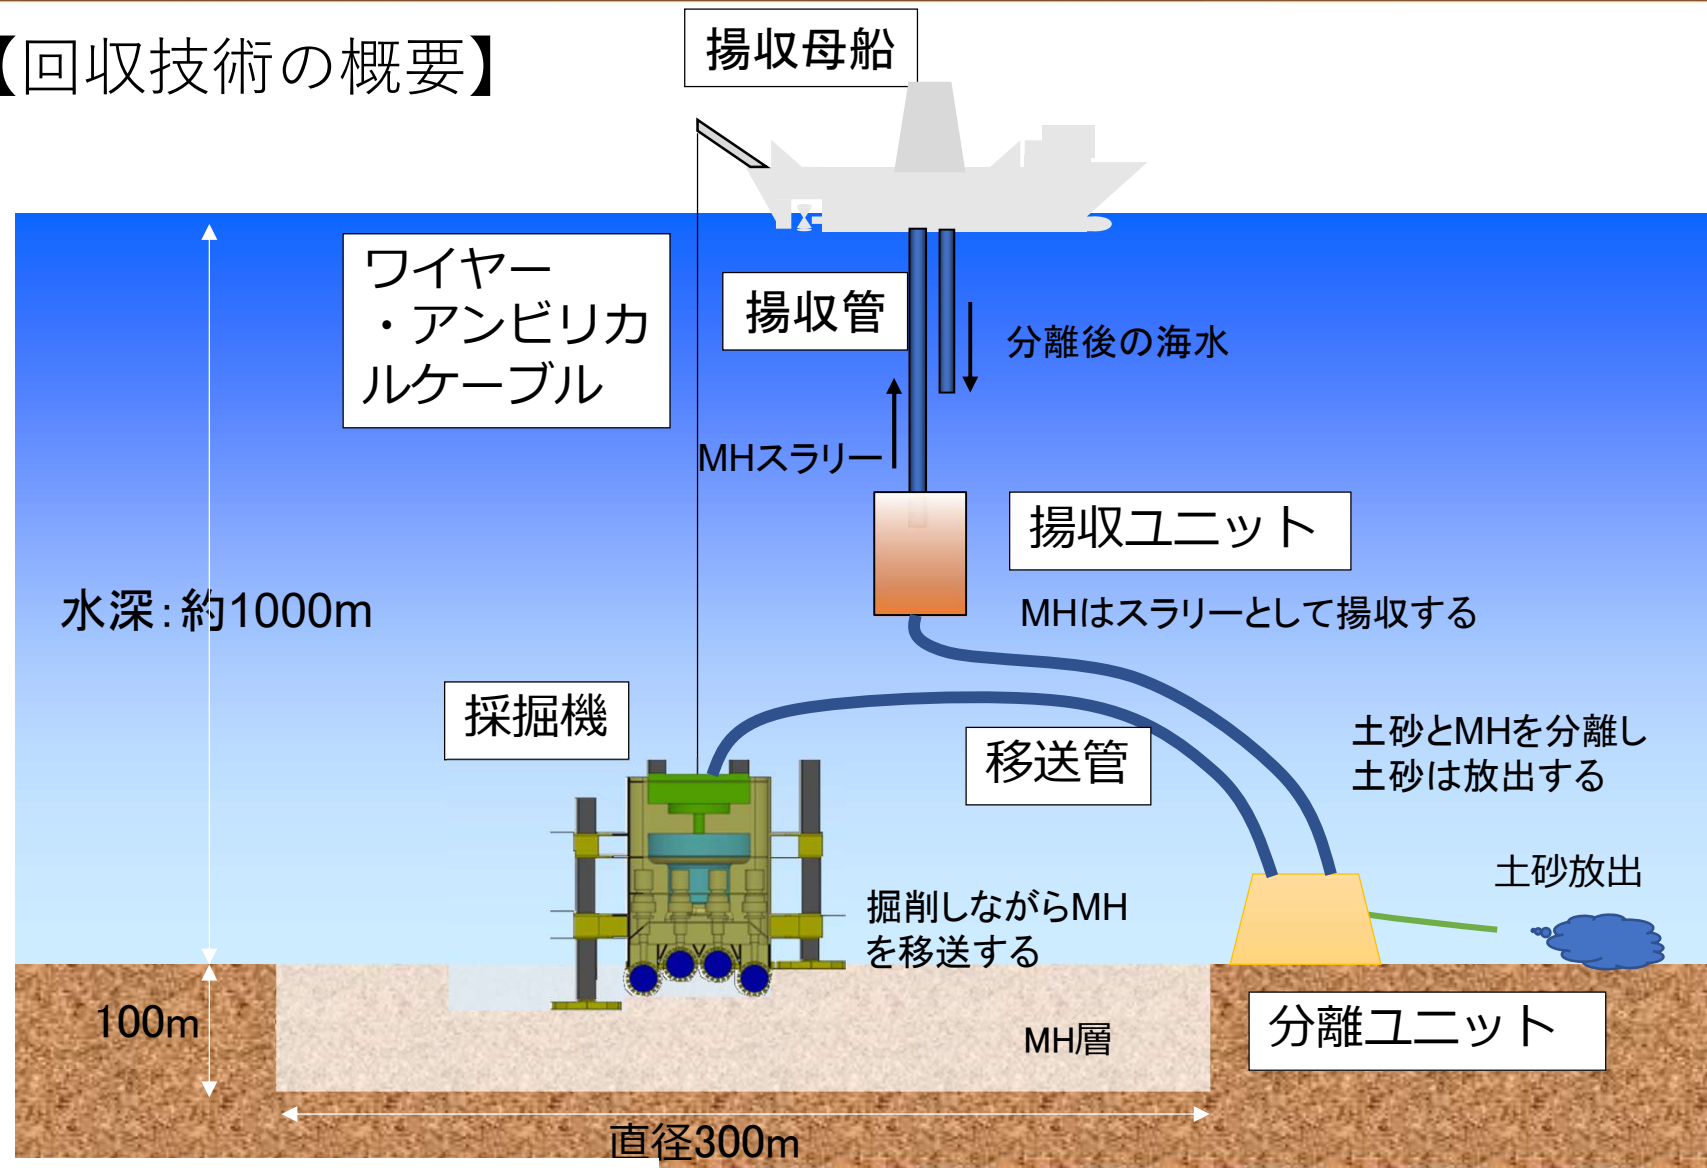 【回収技術の概要】
揚収母船
ワイヤー
・アンビリカ
ルケーブル
揚収管
分離後の海水
MHスラリー
揚収ユニット
MHはスラリーとして揚収する
水深：約1000m
採掘機
移送管
土砂とMHを分離し
土砂は放出する
土砂放出
掘削しながらMH
を移送する
100m
MH層
分離ユニット
直径300m